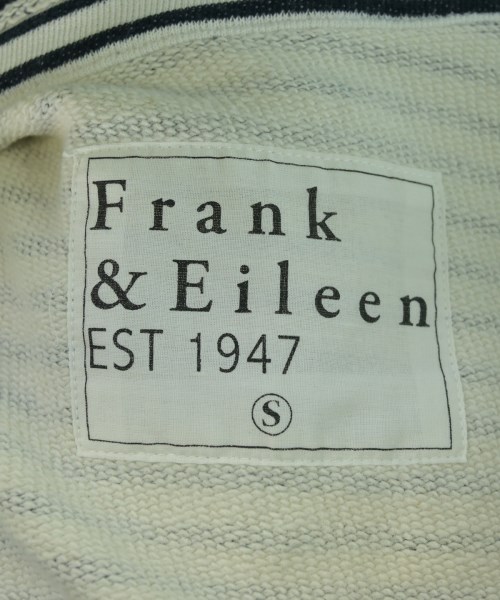 Frank
& Eileen
EST 1947
S